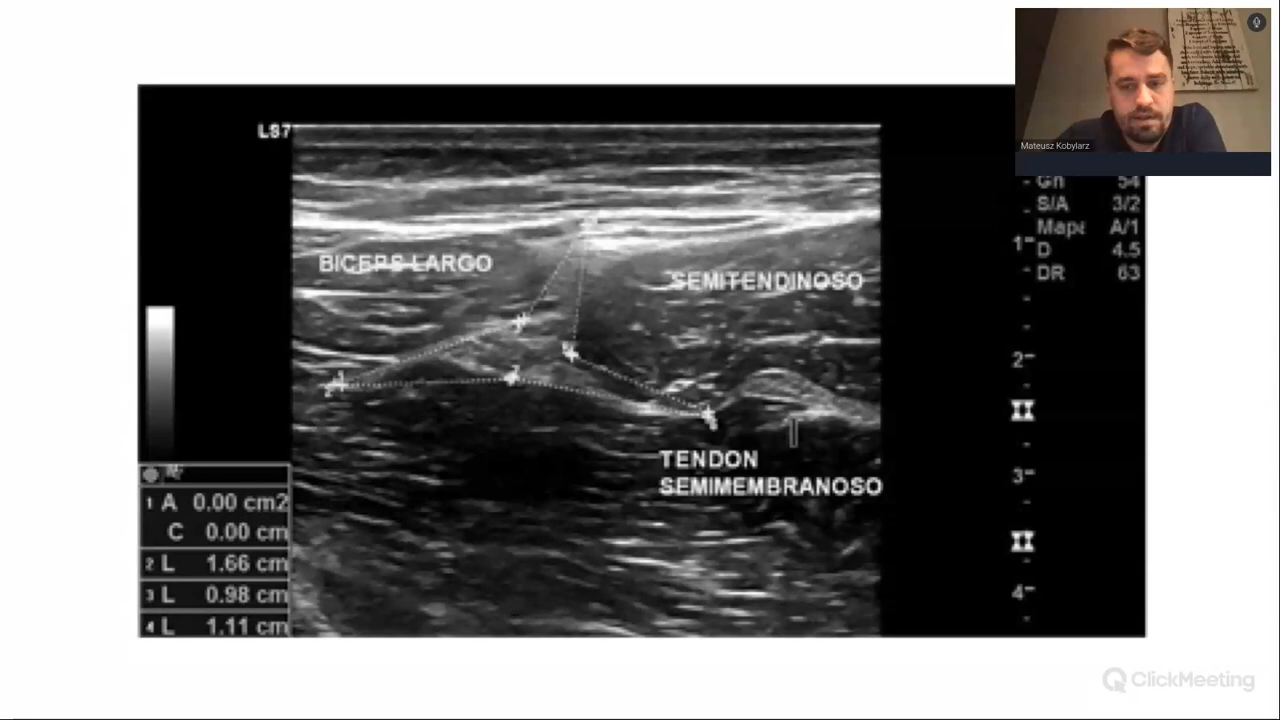 LS7
BICEPS LARGO
SEMITENDINOSO
TENDON
SEMIMEMBRANOSO
1 A 0.00 cm2
C 0.00 cm
2 L 1.66 cm
3 L 0.98 cm
4 L 1.11 cm
1
2
3
4
Gn 54
S/A 3/2
Mapa A/1
D 4.5
DR 63
Mateusz Kobylarz
ClickMeeting